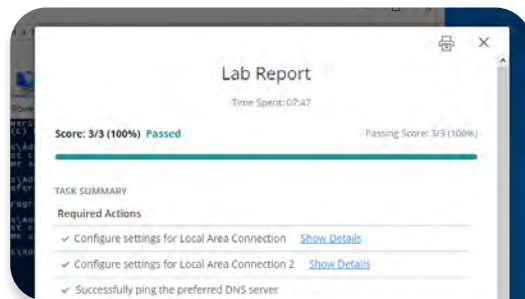 Lab Report
Time Spent: 07:47
Score: 3/3 (100%) Passed
Passing Score: 3/3 (100%)
TASK SUMMARY
Required Actions
✓ Configure settings for Local Area Connection Show Details
✓ Configure settings for Local Area Connection 2 Show Details
✓ Successfully ping the preferred DNS server